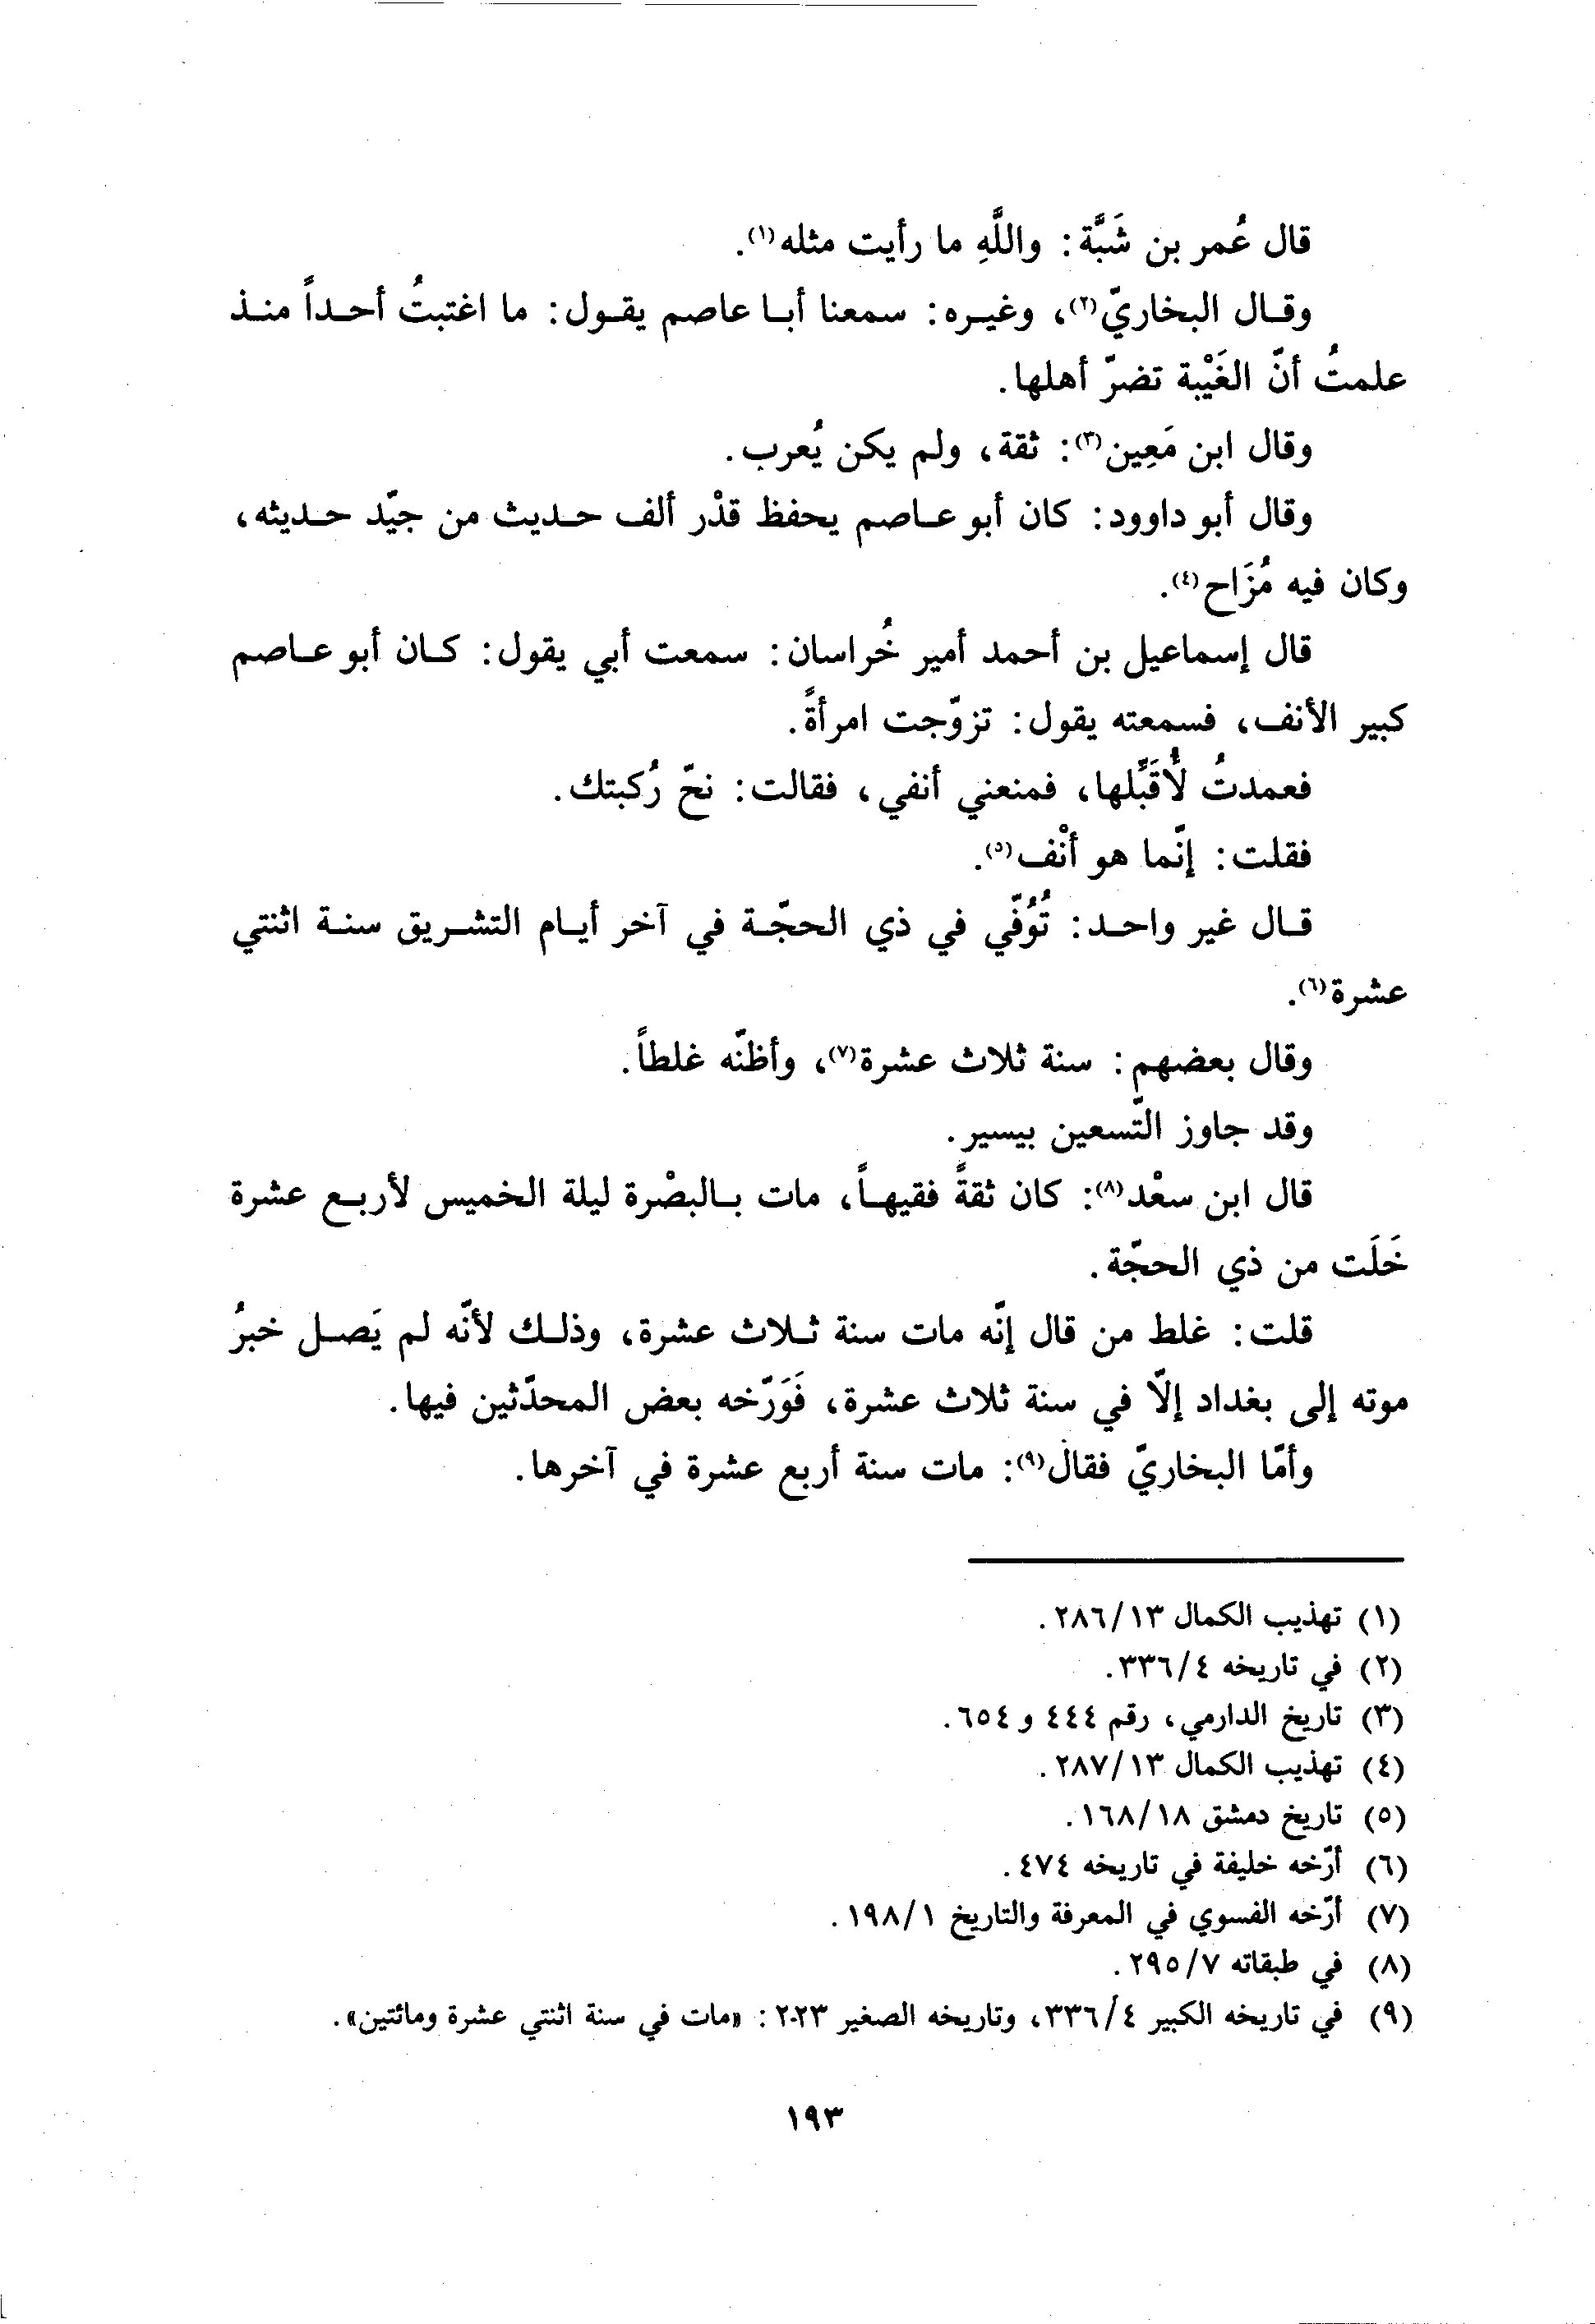 قال عُمر بن شَبَّة: واللَّهِ ما رأيت مثله(١).
وقال البخاريّ(٢)، وغيره: سمعنا أبا عاصم يقول: ما اغتبتُ أحداً منذ
علمتُ أنّ الغَيْبة تضرّ أهلها.
وقال ابن مَعِين(٣): ثقة، ولم يكن يُعرب.
وقال أبو داوود: كان أبو عاصم يحفظ قدْر ألف حديث من جيّد حديثه،
وكان فيه مُزَاح(٤).
قال إسماعيل بن أحمد أمير خُراسان: سمعت أبي يقول: كان أبو عاصم
كبير الأنف، فسمعته يقول: تزوّجت امرأةً.
فعمدتُ لأُقَبِّلها، فمنعني أنفي، فقالت: نحّ رُكبتك.
فقلت: إنّما هو أنْف(٥).
قال غير واحد: تُوُفّي في ذي الحجّة في آخر أيام التشريق سنة اثنتي
عشرة(٦).
وقال بعضهم: سنة ثلاث عشرة(٧)، وأظنّه غلطاً.
وقد جاوز التّسعين بيسير.
قال ابن سعْد(٨): كان ثقةً فقيهاً، مات بالبصْرة ليلة الخميس لأربع عشرة
خَلَت من ذي الحجّة.
قلت: غلط من قال إنّه مات سنة ثلاث عشرة، وذلك لأنّه لم يَصل خبرُ
موته إلى بغداد إلّا في سنة ثلاث عشرة، فَوَرّخه بعض المحدّثين فيها.
وأمّا البخاريّ فقال(٩): مات سنة أربع عشرة في آخرها.
(١) تهذيب الكمال ٢٨٦/١٣.
(٢) في تاريخه ٣٣٦/٤.
(٣) تاريخ الدارمي، رقم ٤٤٤ و ٦٥٤.
(٤) تهذيب الكمال ٢٨٧/١٣.
(٥) تاريخ دمشق ١٦٨/١٨.
(٦) أرّخه خليفة في تاريخه ٤٧٤.
(٧) أرّخه الفسوي في المعرفة والتاريخ ١٩٨/١.
(٨) في طبقاته ٢٩٥/٧.
(٩) في تاريخه الكبير ٣٣٦/٤، وتاريخه الصغير ٢٠٢٣: «مات في سنة اثنتي عشرة ومائتين».
١٩٣